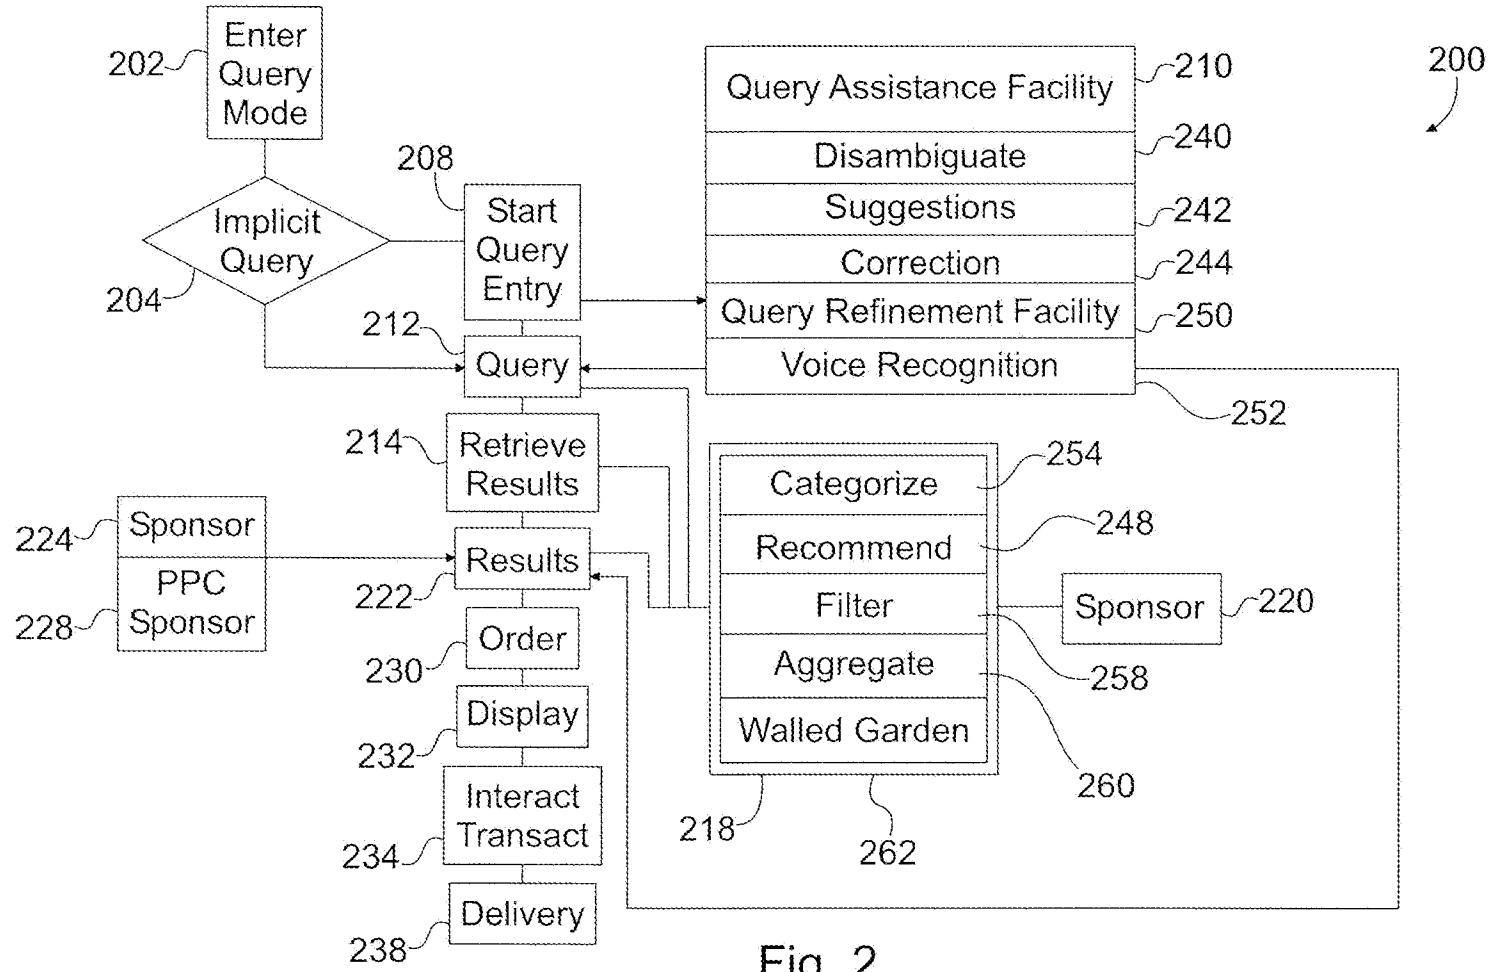 Enter
Query
Mode
202
Implicit
Query
204
208
Start
Query
Entry
212
Query
214
Retrieve
Results
224
Sponsor
PPC
Sponsor
228
Results
222
Order
230
Display
232
Interact
Transact
234
Delivery
238
Query Assistance Facility
210
Disambiguate
240
Suggestions
242
Correction
244
Query Refinement Facility
250
Voice Recognition
252
200
Categorize
254
Recommend
248
Filter
258
Aggregate
260
Walled Garden
218
262
Sponsor
220
Fig. 2